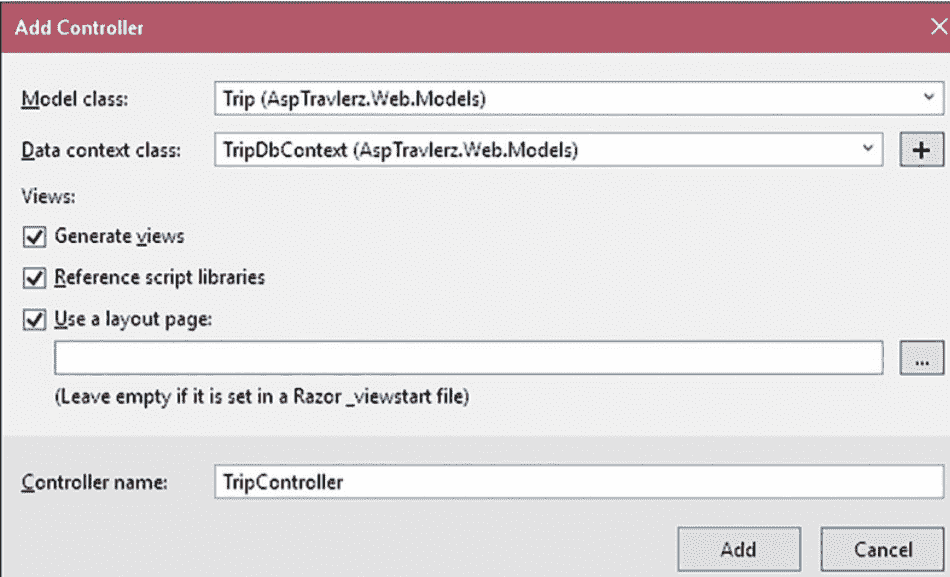 Add Controller
Model class: Trip (AspTravlerz.Web.Models)
Data context class: TripDbContext (AspTravlerz.Web.Models) +
Views:
Generate views
Reference script libraries
Use a layout page:
...
(Leave empty if it is set in a Razor _viewstart file)
Controller name: TripController
Add Cancel